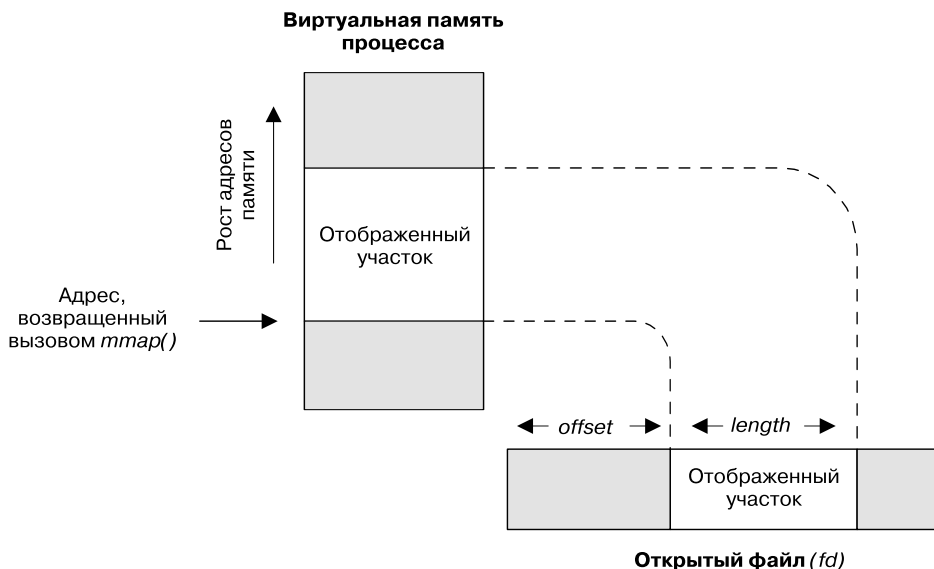 Виртуальная память
процесса
Рост адресов
памяти
Отображенный
участок
Адрес,
возвращенный
вызовом mmap()
offset
length
Отображенный
участок
Открытый файл (fd)